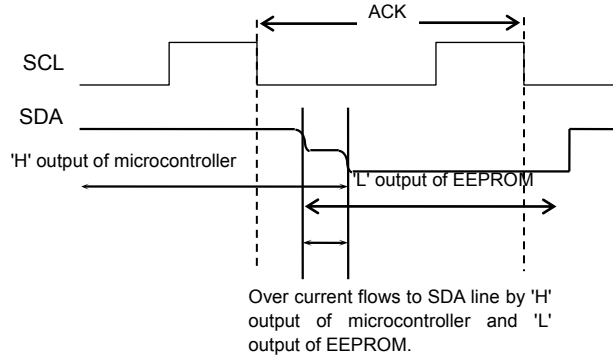 ACK
SCL
SDA
'H' output of microcontroller
'L' output of EEPROM
Over current flows to SDA line by 'H'
output of microcontroller and 'L'
output of EEPROM.